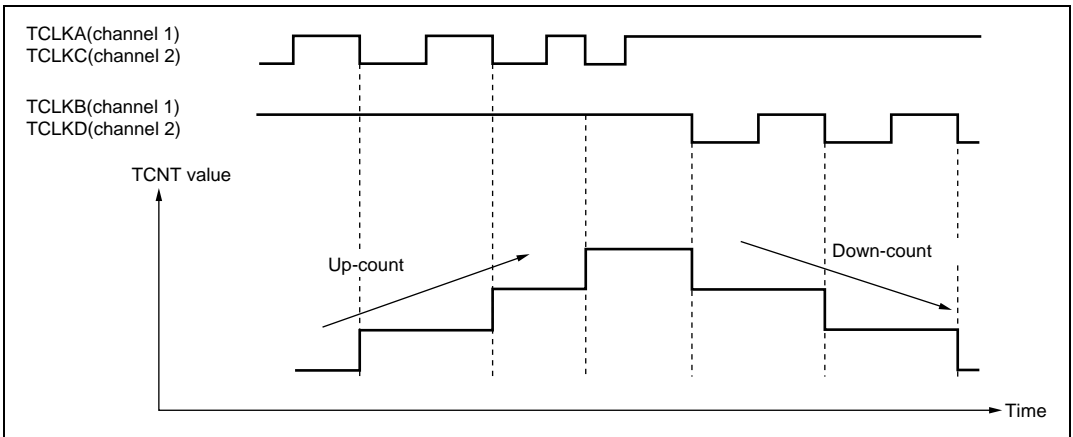 TCLKA(channel 1)
TCLKC(channel 2)
TCLKB(channel 1)
TCLKD(channel 2)
TCNT value
Up-count
Down-count
Time